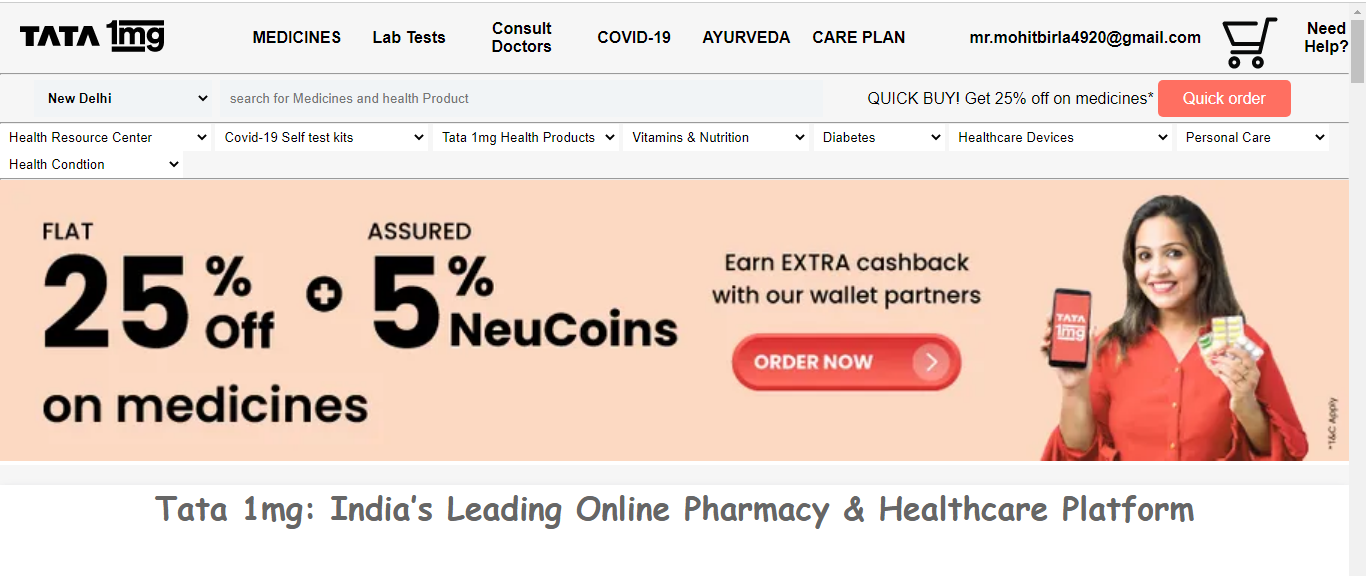 TATA 1mg
MEDICINES
Lab Tests
Consult
Doctors
COVID-19
AYURVEDA
CARE PLAN
mr.mohitbirla4920@gmail.com
Need
Help?
New Delhi
search for Medicines and health Product
QUICK BUY! Get 25% off on medicines*
Quick order
Health Resource Center
Covid-19 Self test kits
Tata 1mg Health Products
Vitamins & Nutrition
Diabetes
Healthcare Devices
Personal Care
Health Condtion
FLAT
25% Off
+
ASSURED
5% NeuCoins
on medicines
Earn EXTRA cashback
with our wallet partners
ORDER NOW
TATA
1mg
*T&C Apply
Tata 1mg: India’s Leading Online Pharmacy & Healthcare Platform